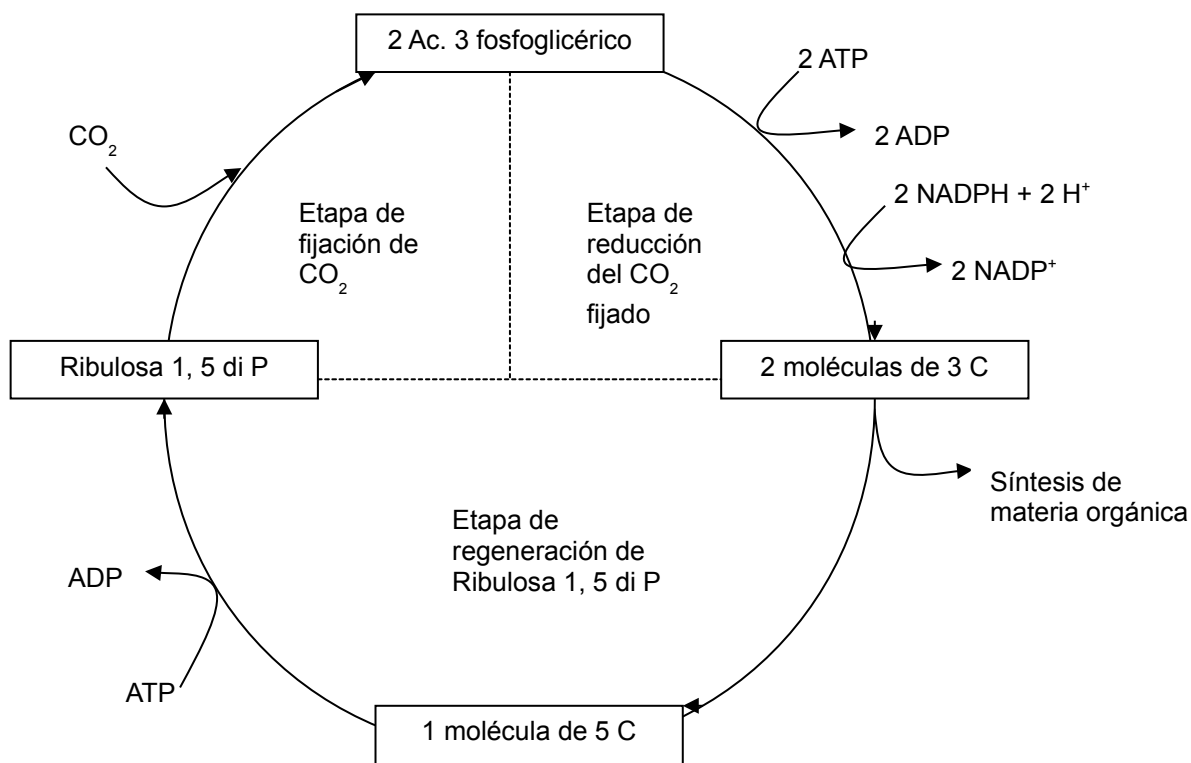 2 Ac. 3 fosfoglicérico
2 ATP
2 ADP
CO₂
2 NADPH + 2 H⁺
2 NADP⁺
Etapa de
fijación de
CO₂
Etapa de
reducción
del CO₂
fijado
Ribulosa 1, 5 di P
2 moléculas de 3 C
Síntesis de
materia orgánica
Etapa de
regeneración de
Ribulosa 1, 5 di P
ADP
ATP
1 molécula de 5 C